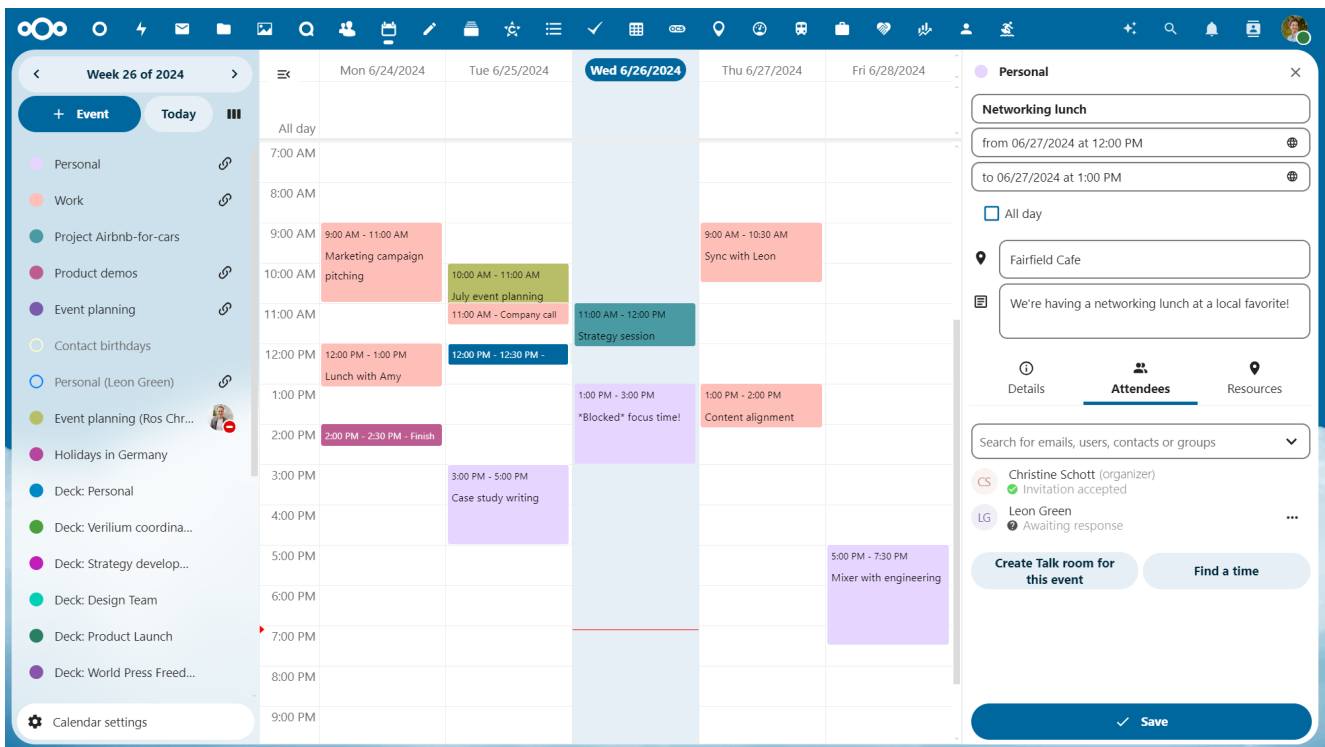 Week 26 of 2024
+ Event
Today
Personal
Work
Project Airbnb-for-cars
Product demos
Event planning
Contact birthdays
Personal (Leon Green)
Event planning (Ros Chr...
Holidays in Germany
Deck: Personal
Deck: Verilium coordina...
Deck: Strategy develop...
Deck: Design Team
Deck: Product Launch
Deck: World Press Freed...
Calendar settings
Mon 6/24/2024
Tue 6/25/2024
Wed 6/26/2024
Thu 6/27/2024
Fri 6/28/2024
All day
7:00 AM
8:00 AM
9:00 AM
10:00 AM
11:00 AM
12:00 PM
1:00 PM
2:00 PM
3:00 PM
4:00 PM
5:00 PM
6:00 PM
7:00 PM
8:00 PM
9:00 PM
9:00 AM - 11:00 AM
Marketing campaign
pitching
12:00 PM - 1:00 PM
Lunch with Amy
2:00 PM - 2:30 PM - Finish
10:00 AM - 11:00 AM
July event planning
11:00 AM - Company call
12:00 PM - 12:30 PM -
3:00 PM - 5:00 PM
Case study writing
11:00 AM - 12:00 PM
Strategy session
1:00 PM - 3:00 PM
*Blocked* focus time!
9:00 AM - 10:30 AM
Sync with Leon
1:00 PM - 2:00 PM
Content alignment
5:00 PM - 7:30 PM
Mixer with engineering
Personal
Networking lunch
from 06/27/2024 at 12:00 PM
to 06/27/2024 at 1:00 PM
All day
Fairfield Cafe
We're having a networking lunch at a local favorite!
Details
Attendees
Resources
Search for emails, users, contacts or groups
CS
Christine Schott (organizer)
Invitation accepted
LG
Leon Green
Awaiting response
Create Talk room for
this event
Find a time
Save